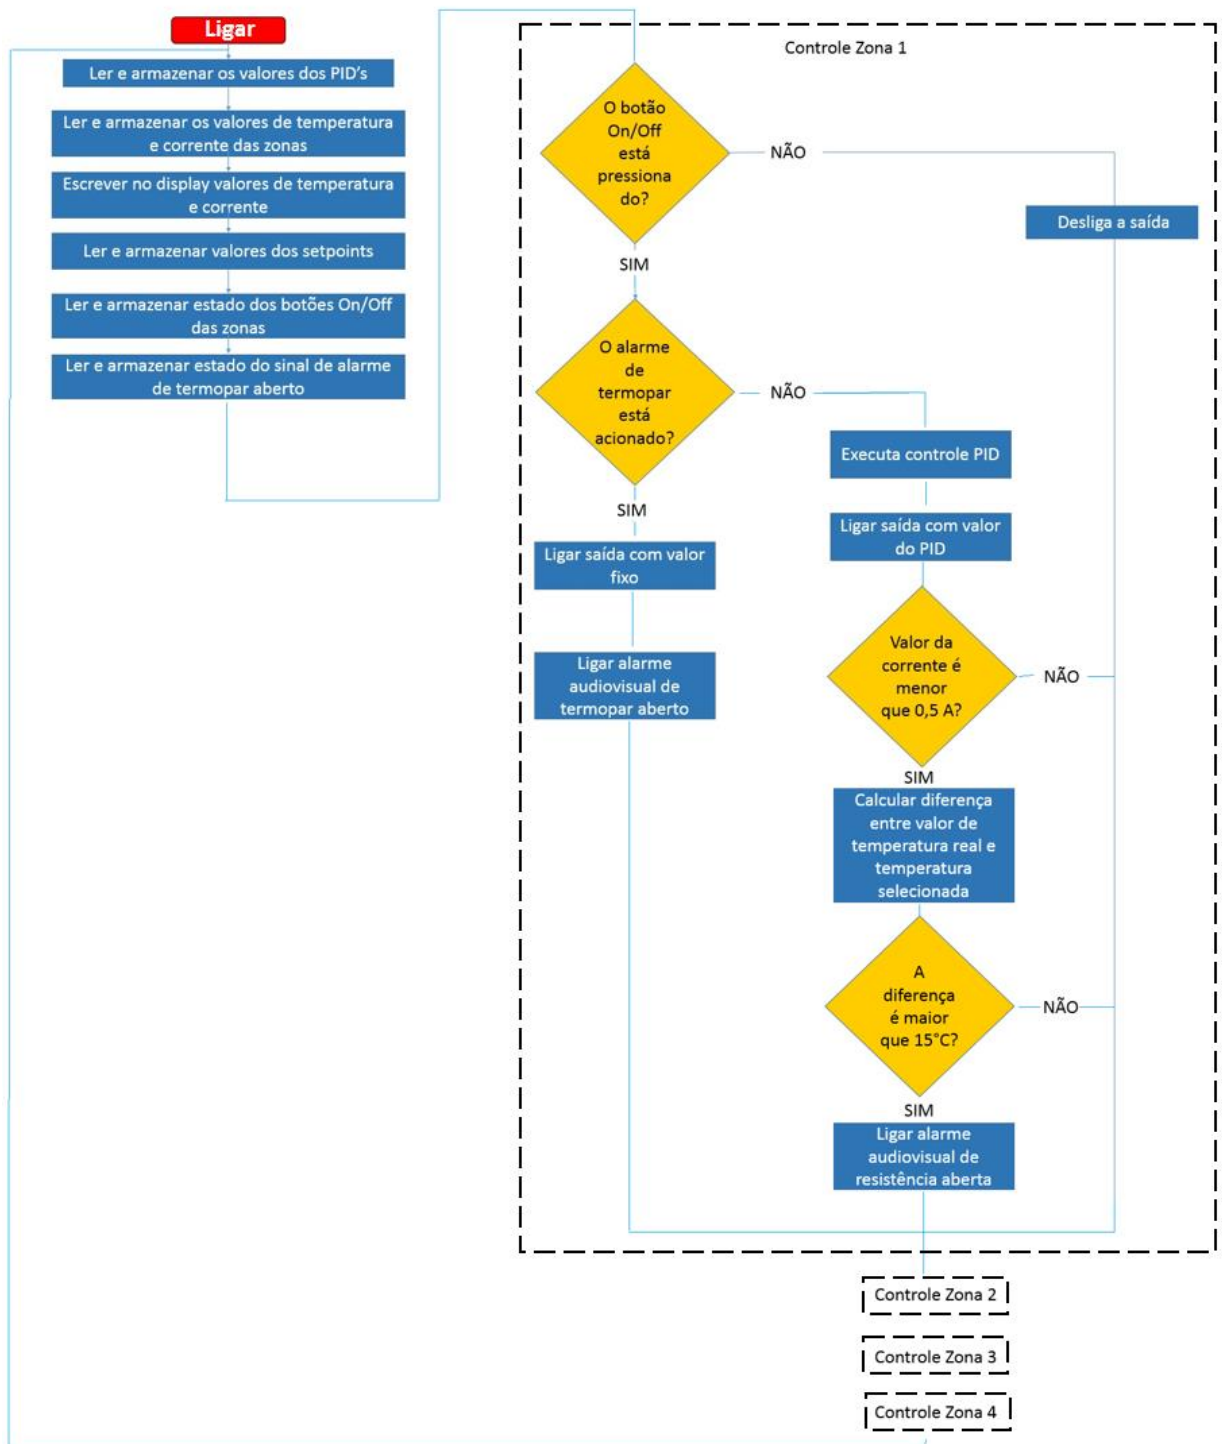 Ligar
Ler e armazenar os valores dos PID's
Ler e armazenar os valores de temperatura
e corrente das zonas
Escrever no display valores de temperatura
e corrente
Ler e armazenar valores dos setpoints
Ler e armazenar estado dos botões On/Off
das zonas
Ler e armazenar estado do sinal de alarme
de termopar aberto
Controle Zona 1
O botão
On/Off
está
pressiona
do?
NÃO
Desliga a saída
SIM
O alarme
de
termopar
está
acionado?
NÃO
SIM
Ligar saída com valor
fixo
Ligar alarme
audiovisual de
termopar aberto
Executa controle PID
Ligar saída com valor
do PID
Valor da
corrente é
menor
que 0,5 A?
NÃO
SIM
Calcular diferença
entre valor de
temperatura real e
temperatura
selecionada
A
diferença
é maior
que 15°C?
NÃO
SIM
Ligar alarme
audiovisual de
resistência aberta
Controle Zona 2
Controle Zona 3
Controle Zona 4